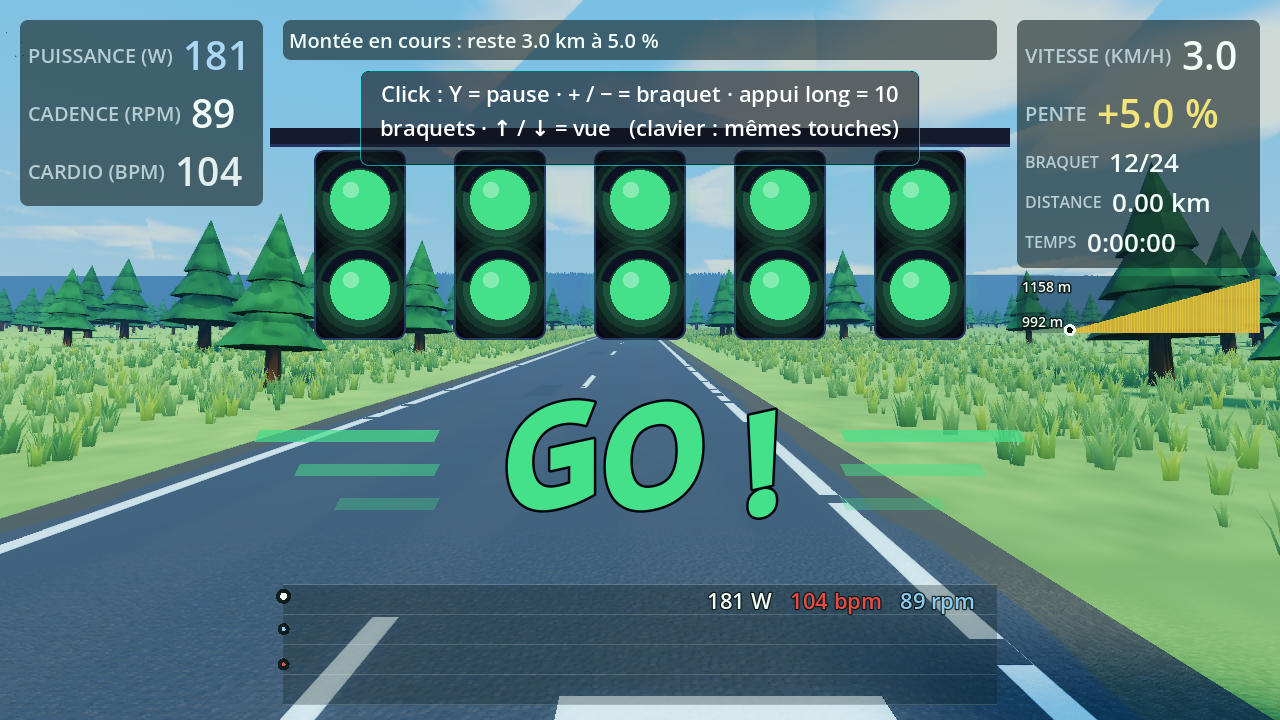 PUISSANCE (W) 181
CADENCE (RPM) 89
CARDIO (BPM) 104
Montée en cours : reste 3.0 km à 5.0 %
Click : Y = pause · + / − = braquet · appui long = 10
braquets · ↑ / ↓ = vue (clavier : mêmes touches)
VITESSE (KM/H) 3.0
PENTE +5.0 %
BRAQUET 12/24
DISTANCE 0.00 km
TEMPS 0:00:00
1158 m
992 m
GO !
181 W 104 bpm 89 rpm